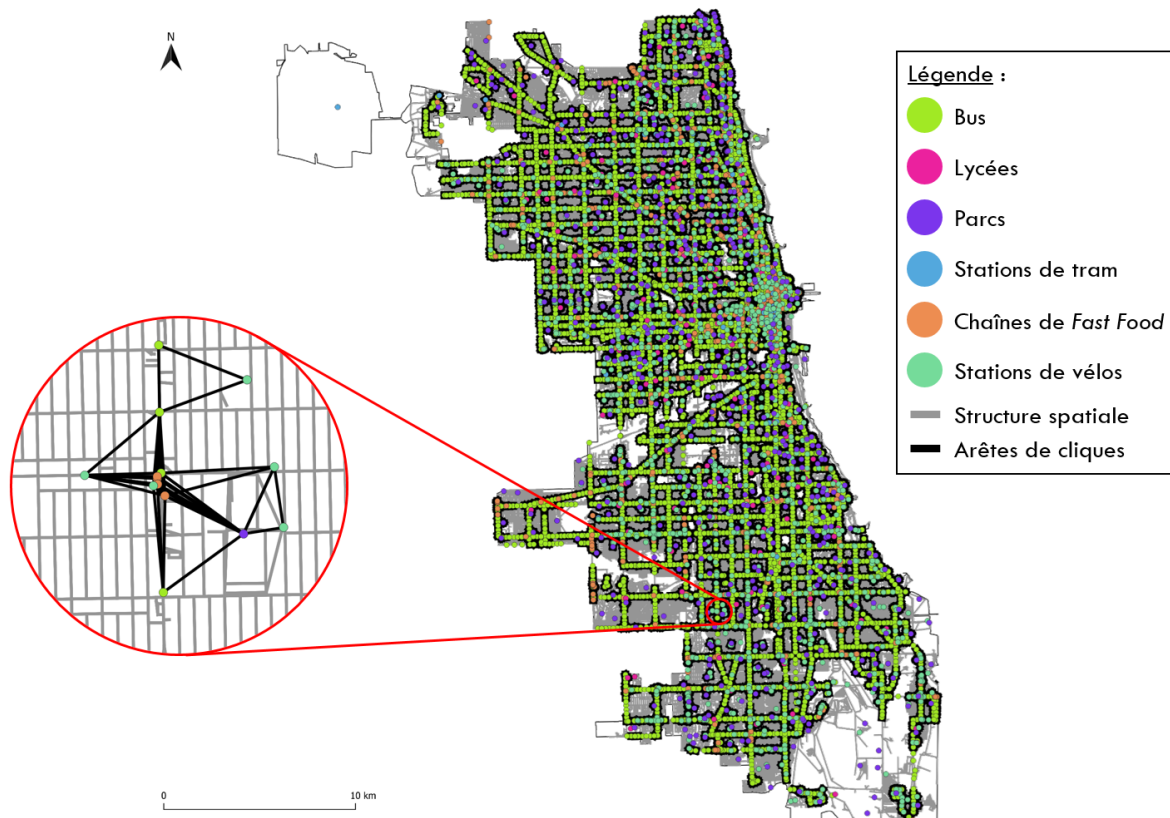 N
Légende :
Bus
Lycées
Parcs
Stations de tram
Chaînes de Fast Food
Stations de vélos
Structure spatiale
Arêtes de cliques
0 10 km